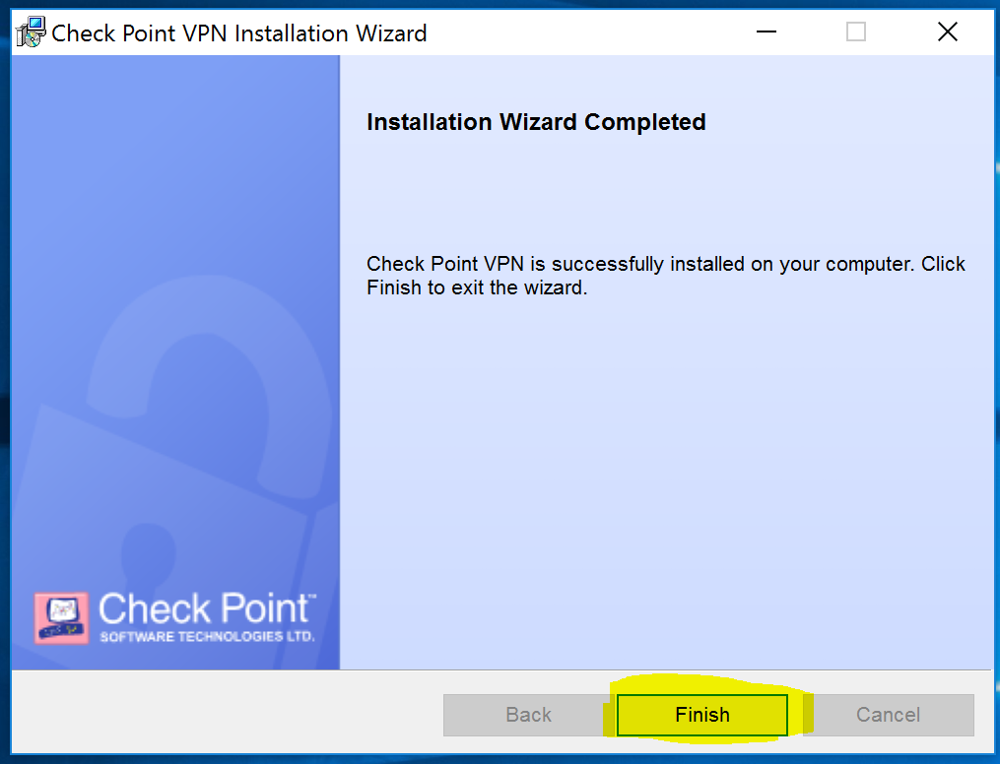 Check Point VPN Installation Wizard
Installation Wizard Completed
Check Point VPN is successfully installed on your computer. Click
Finish to exit the wizard.
Check Point™
SOFTWARE TECHNOLOGIES LTD.
Back
Finish
Cancel